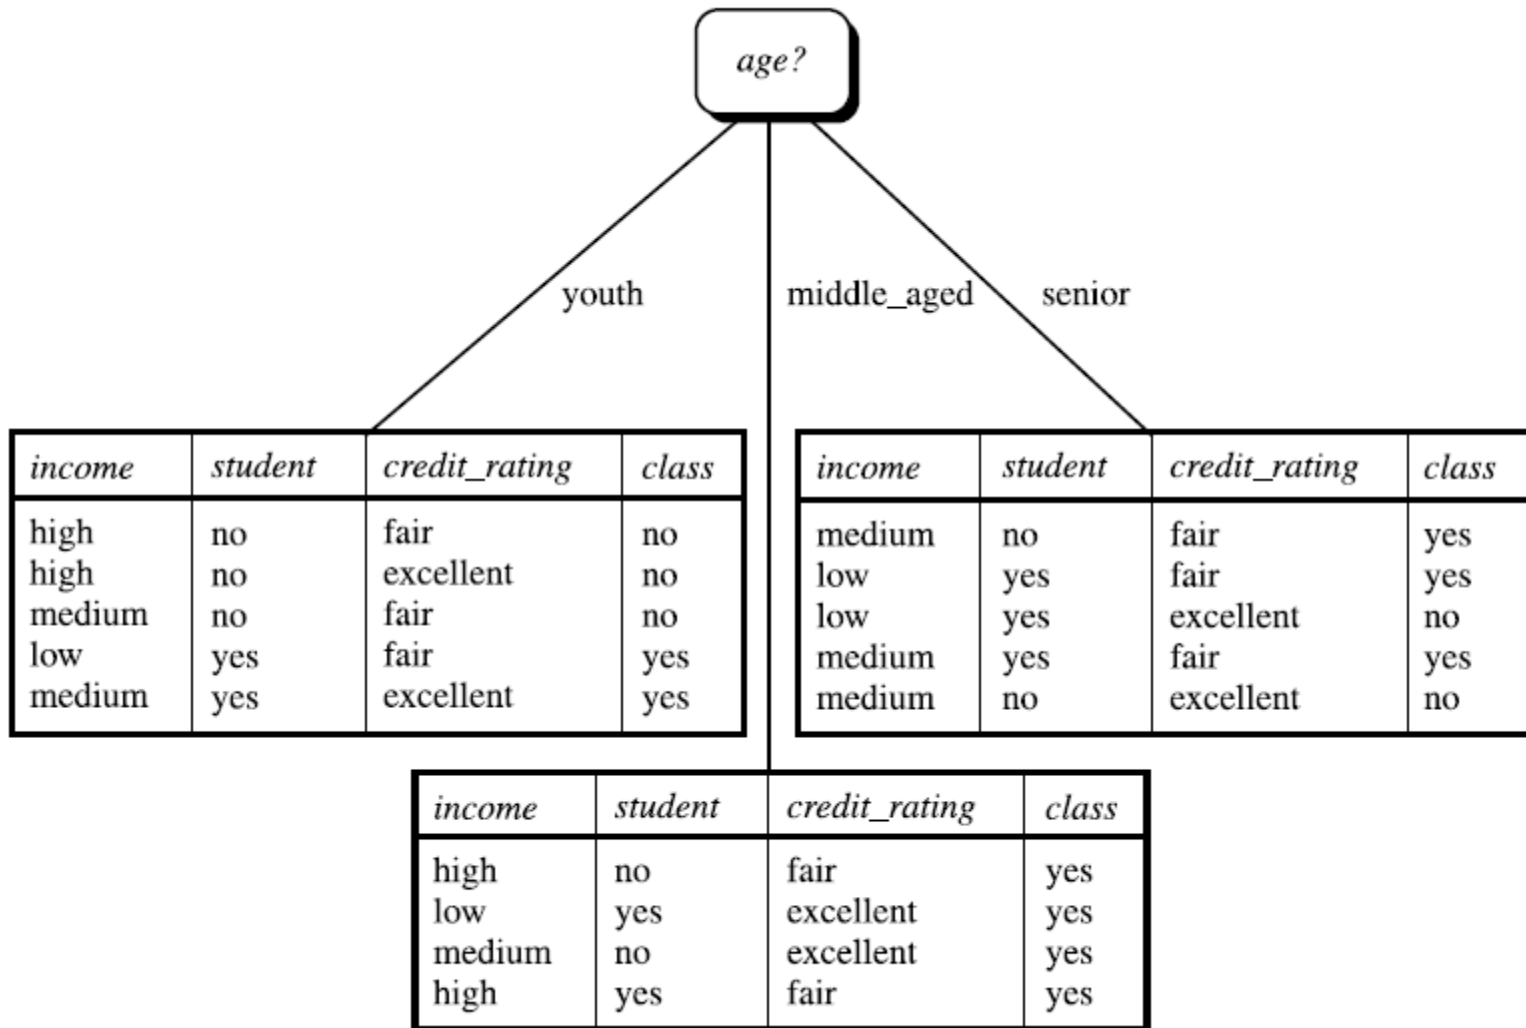 age?
youth
middle_aged
senior
income student credit_rating class
high no fair no
high no excellent no
medium no fair no
low yes fair yes
medium yes excellent yes
income student credit_rating class
medium no fair yes
low yes fair yes
low yes excellent no
medium yes fair yes
medium no excellent no
income student credit_rating class
high no fair yes
low yes excellent yes
medium no excellent yes
high yes fair yes